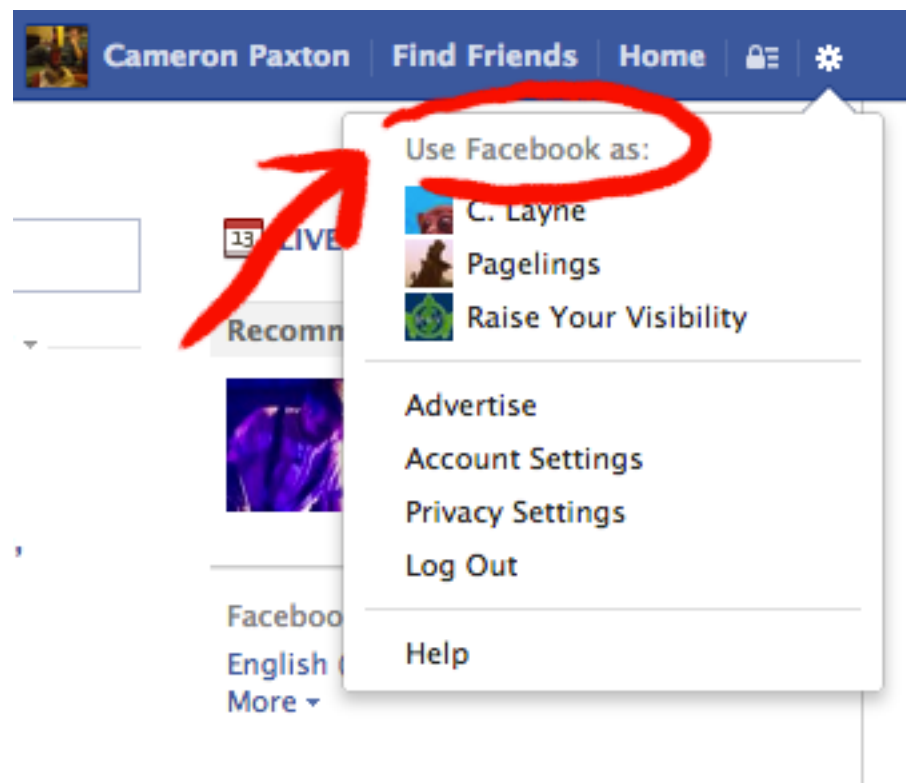 Cameron Paxton Find Friends Home
Use Facebook as:
C. Layne
Pagelings
Raise Your Visibility
Advertise
Account Settings
Privacy Settings
Log Out
Help
13 LIVE
Recomm
,
Faceboo
English (
More